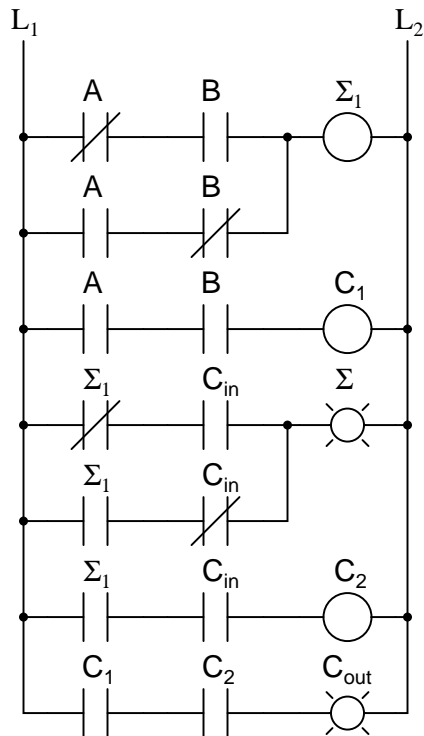 L1 L2
A B Σ1
A B
A B C1
Σ1 Cin Σ
Σ1 Cin
Σ1 Cin C2
C1 C2 Cout